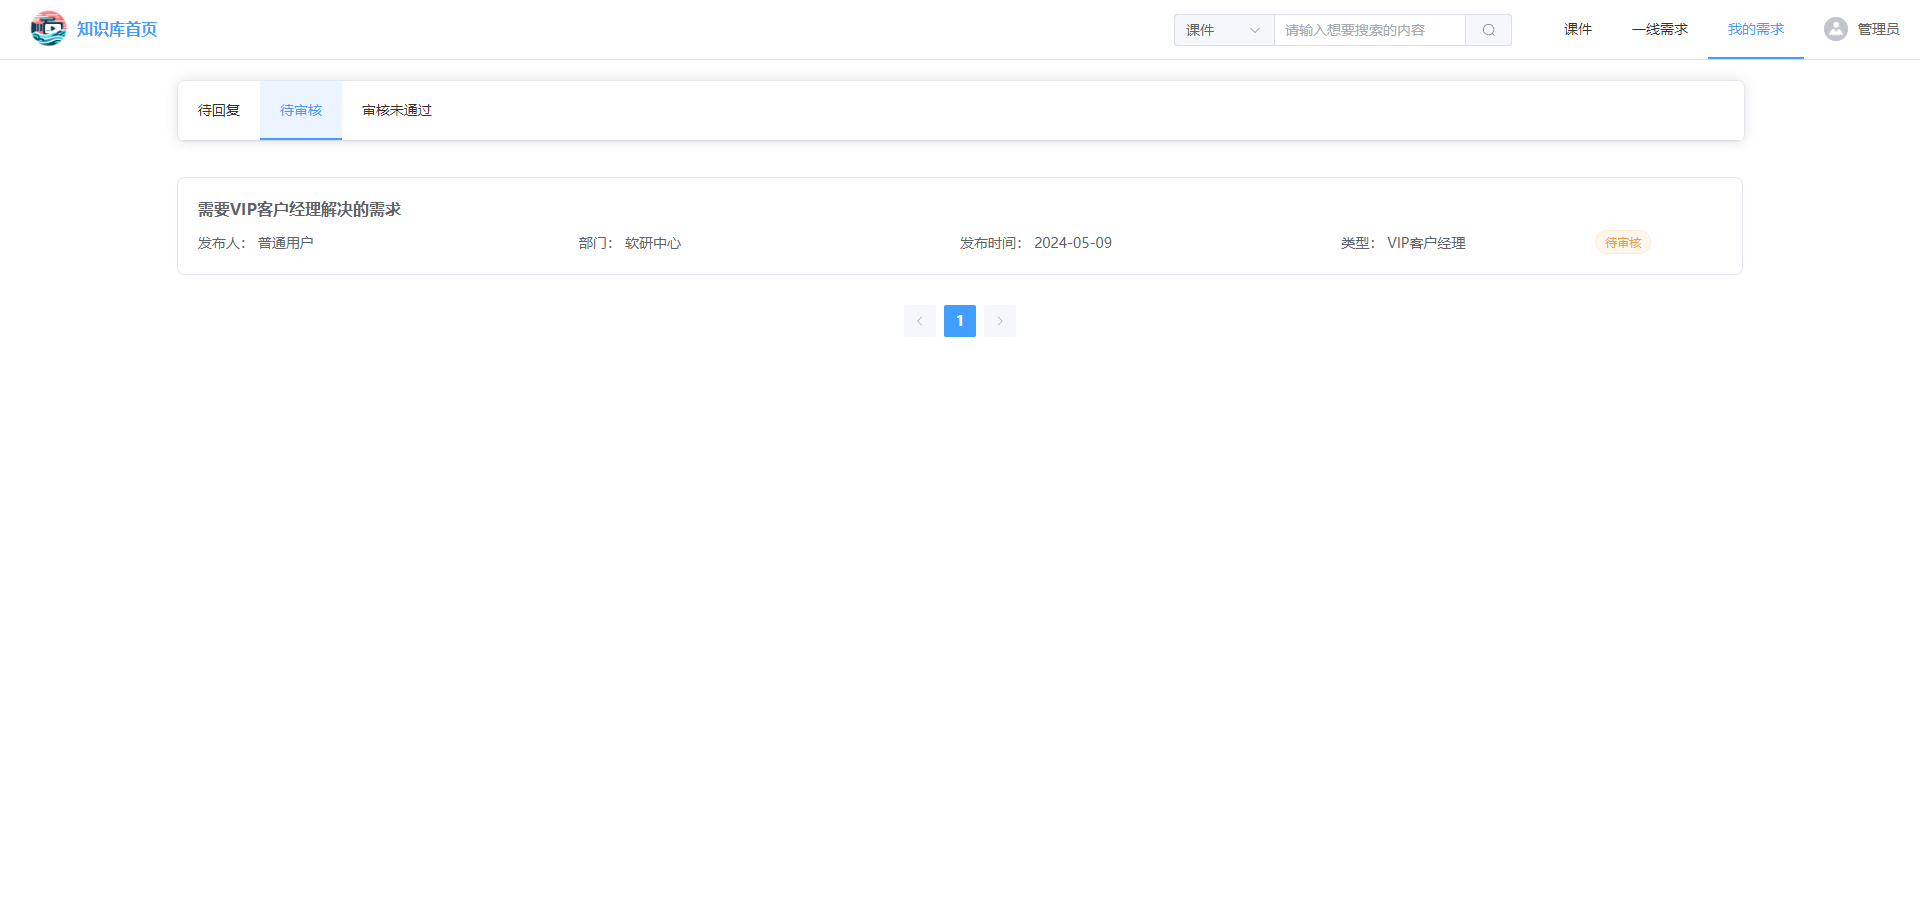 知识库首页
课件 请输入想要搜索的内容 课件 一线需求 我的需求 管理员
待回复 待审核 审核未通过
需要VIP客户经理解决的需求
发布人： 普通用户 部门： 软研中心 发布时间： 2024-05-09 类型： VIP客户经理 待审核
1